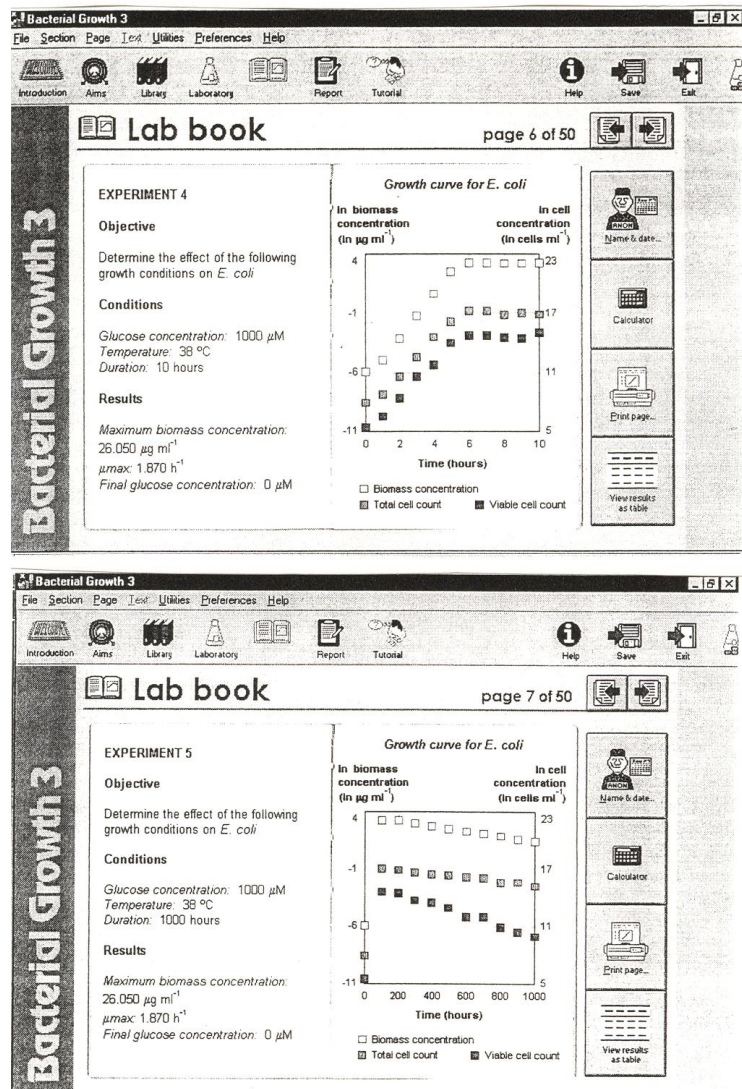 Bacterial Growth 3
File Section Page Text Utilities Preferences Help
Introduction Aims Library Laboratory Report Tutorial Help Save Exit
Lab book
page 6 of 50
Bacterial Growth 3
EXPERIMENT 4
Objective
Determine the effect of the following
growth conditions on E. coli
Conditions
Glucose concentration: 1000 µM
Temperature: 38 ºC
Duration: 10 hours
Results
Maximum biomass concentration:
26.050 µg ml⁻¹
µmax: 1.870 h⁻¹
Final glucose concentration: 0 µM
Growth curve for E. coli
ln biomass
concentration
(ln µg ml⁻¹)
ln cell
concentration
(ln cells ml⁻¹)
4 23
-1 17
-6 11
-11 5
0 2 4 6 8 10
Time (hours)
Biomass concentration
Total cell count Viable cell count
ANON
Name & date...
Calculator
Print page...
View results
as table
Bacterial Growth 3
File Section Page Text Utilities Preferences Help
Introduction Aims Library Laboratory Report Tutorial Help Save Exit
Lab book
page 7 of 50
Bacterial Growth 3
EXPERIMENT 5
Objective
Determine the effect of the following
growth conditions on E. coli
Conditions
Glucose concentration: 1000 µM
Temperature: 38 ºC
Duration: 1000 hours
Results
Maximum biomass concentration:
26.050 µg ml⁻¹
µmax: 1.870 h⁻¹
Final glucose concentration: 0 µM
Growth curve for E. coli
ln biomass
concentration
(ln µg ml⁻¹)
ln cell
concentration
(ln cells ml⁻¹)
4 23
-1 17
-6 11
-11 5
0 200 400 600 800 1000
Time (hours)
Biomass concentration
Total cell count Viable cell count
ANON
Name & date...
Calculator
Print page...
View results
as table